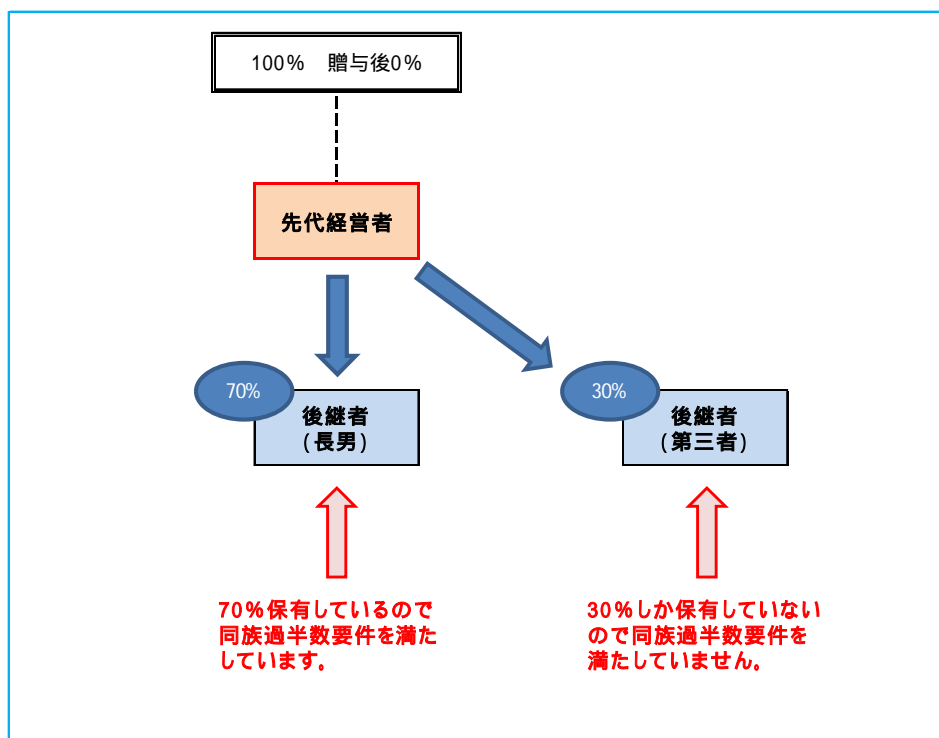 100％　贈与後0％
先代経営者
70%
後継者
（長男）
30%
後継者
（第三者）
70％保有しているので
同族過半数要件を満た
しています。
30％しか保有していない
ので同族過半数要件を
満たしていません。